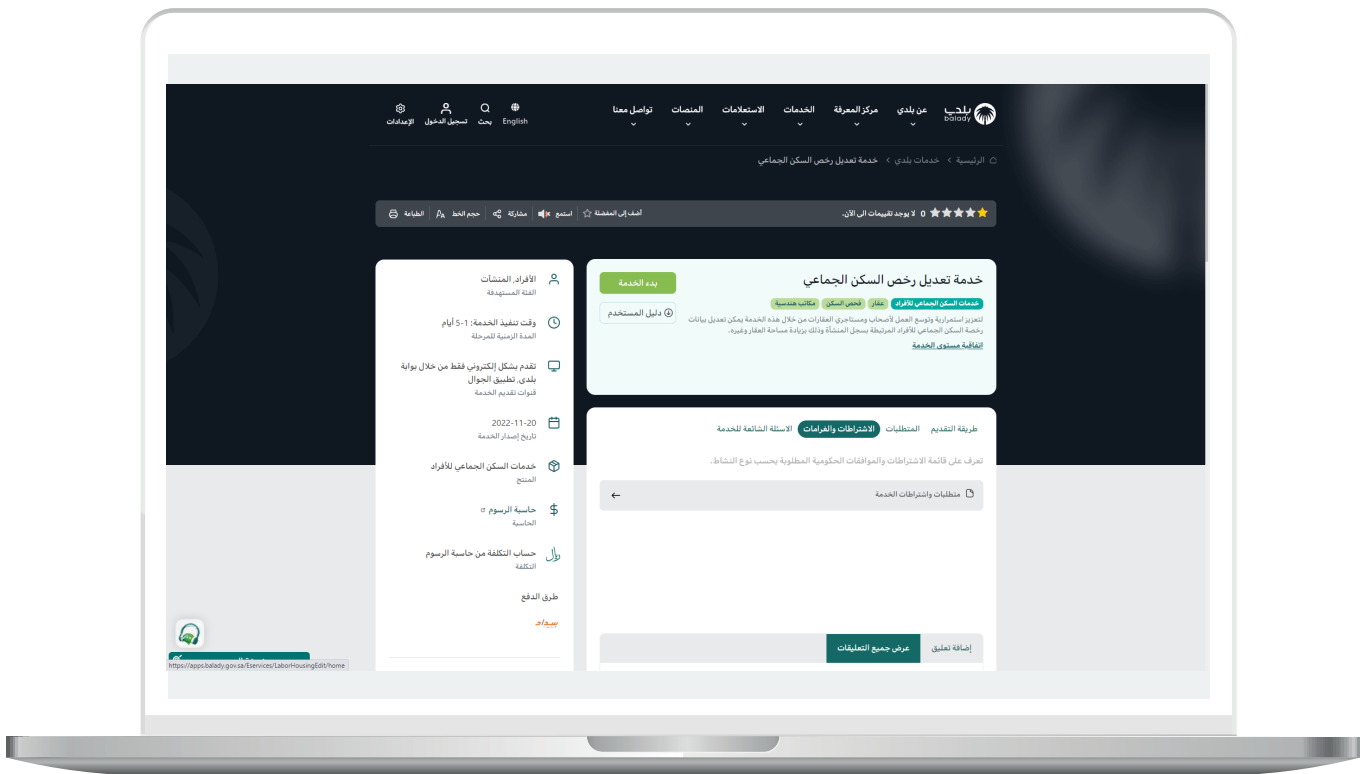 بلدي
balady
عن بلدي
مركز المعرفة
الخدمات
الاستعلامات
المنصات
تواصل معنا
English
بحث
تسجيل الدخول
الإعدادات
الرئيسية > خدمات بلدي > خدمة تعديل رخص السكن الجماعي
0 لا يوجد تقييمات الى الآن.
أضف إلى المفضلة
استمع
مشاركة
حجم الخط
الطباعة
خدمة تعديل رخص السكن الجماعي
بدء الخدمة
خدمات السكن الجماعي للأفراد
عقار
فحص السكن
مكاتب هندسية
دليل المستخدم
لتعزيز استمرارية وتوسع العمل لأصحاب ومستاجري العقارات من خلال هذه الخدمة يمكن تعديل بيانات
رخصة السكن الجماعي للأفراد المرتبطة بسجل المنشأة وذلك بزيادة مساحة العقار وغيره.
اتفاقية مستوى الخدمة
طريقة التقديم
المتطلبات
الاشتراطات والغرامات
الاسئلة الشائعة للخدمة
تعرف على قائمة الاشتراطات والموافقات الحكومية المطلوبة بحسب نوع النشاط.
متطلبات واشتراطات الخدمة
إضافة تعليق
عرض جميع التعليقات
الأفراد, المنشآت
الفئة المستهدفة
وقت تنفيذ الخدمة: 1-5 أيام
المدة الزمنية للمرحلة
تقدم بشكل إلكتروني فقط من خلال بوابة
بلدي, تطبيق الجوال
قنوات تقديم الخدمة
2022-11-20
تاريخ إصدار الخدمة
خدمات السكن الجماعي للأفراد
المنتج
حاسبة الرسوم
الحاسبة
حساب التكلفة من حاسبة الرسوم
التكلفة
طرق الدفع
سداد
https://apps.balady.gov.sa/Eservices/LaborHousingEdit/home